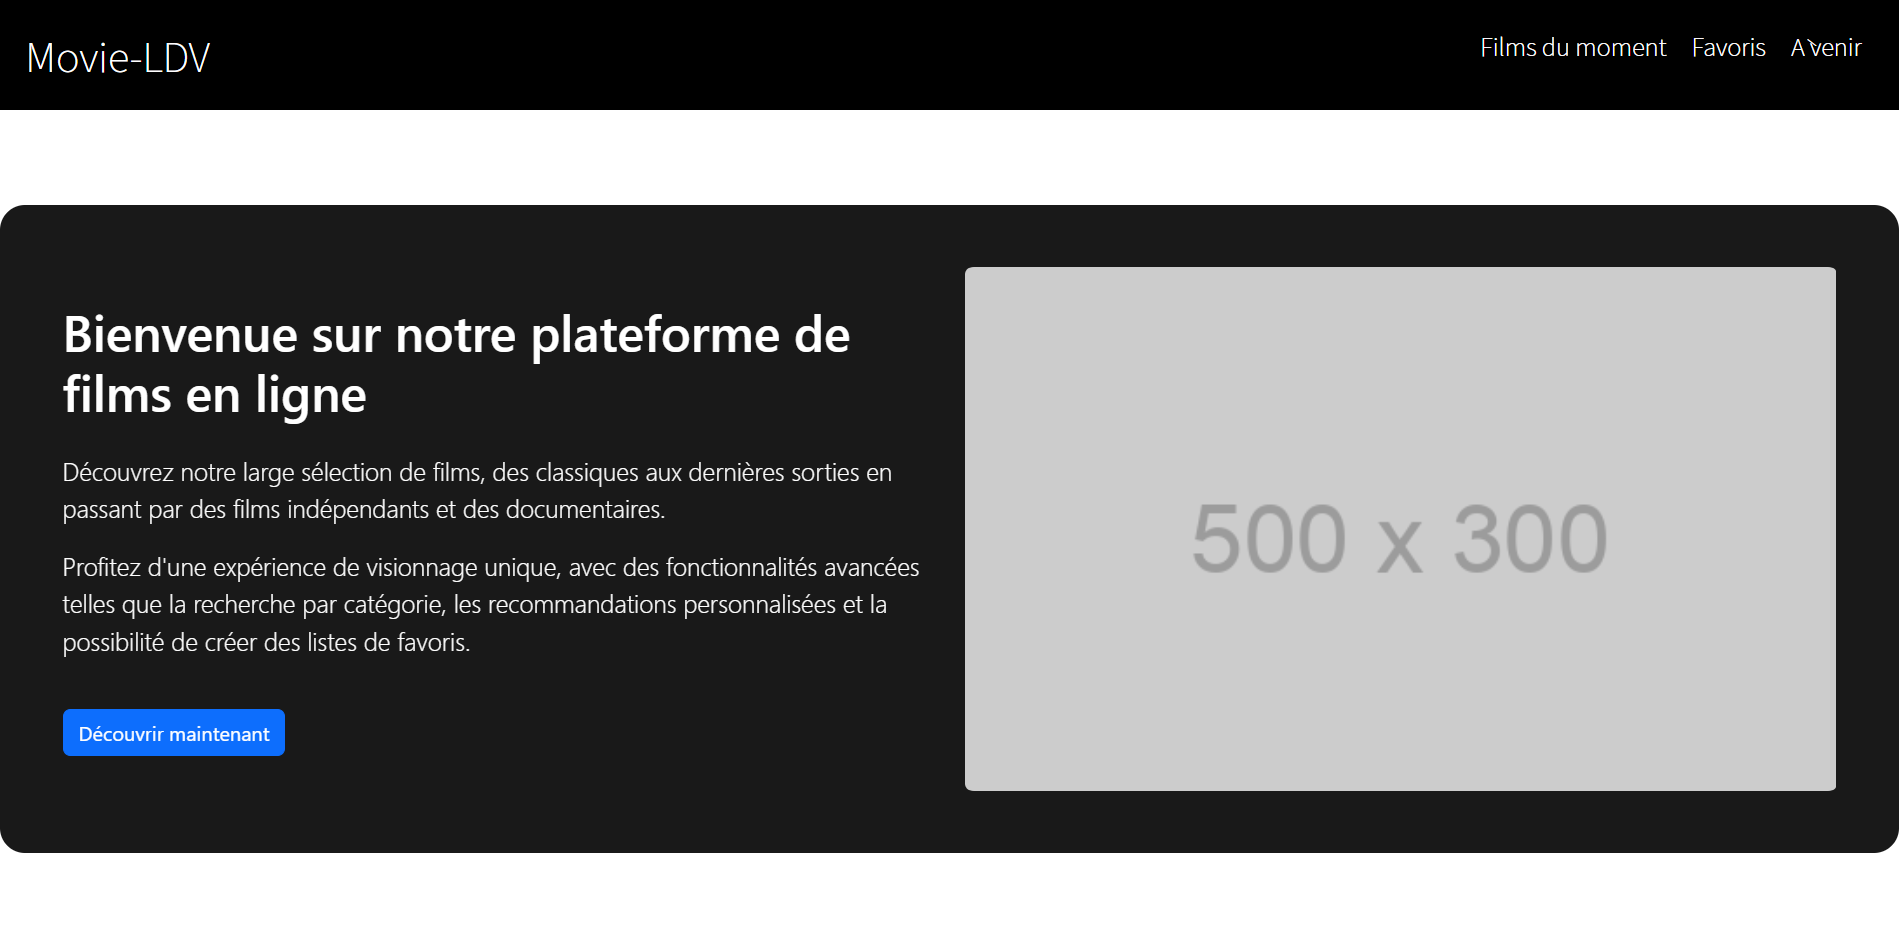 Movie-LDV
Films du moment Favoris A venir
Bienvenue sur notre plateforme de
films en ligne
Découvrez notre large sélection de films, des classiques aux dernières sorties en
passant par des films indépendants et des documentaires.
Profitez d'une expérience de visionnage unique, avec des fonctionnalités avancées
telles que la recherche par catégorie, les recommandations personnalisées et la
possibilité de créer des listes de favoris.
Découvrir maintenant
500 x 300